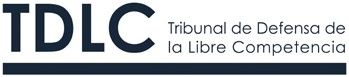 TDLC
Tribunal de Defensa de
la Libre Competencia